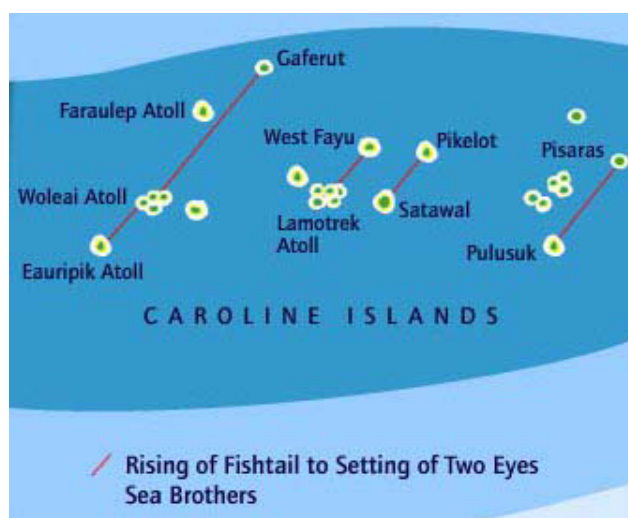 Gaferut
Faraulep Atoll
West Fayu
Pikelot
Pisaras
Woleai Atoll
Lamotrek
Atoll
Satawal
Eauripik Atoll
Pulusuk
CAROLINE ISLANDS
Rising of Fishtail to Setting of Two Eyes
Sea Brothers